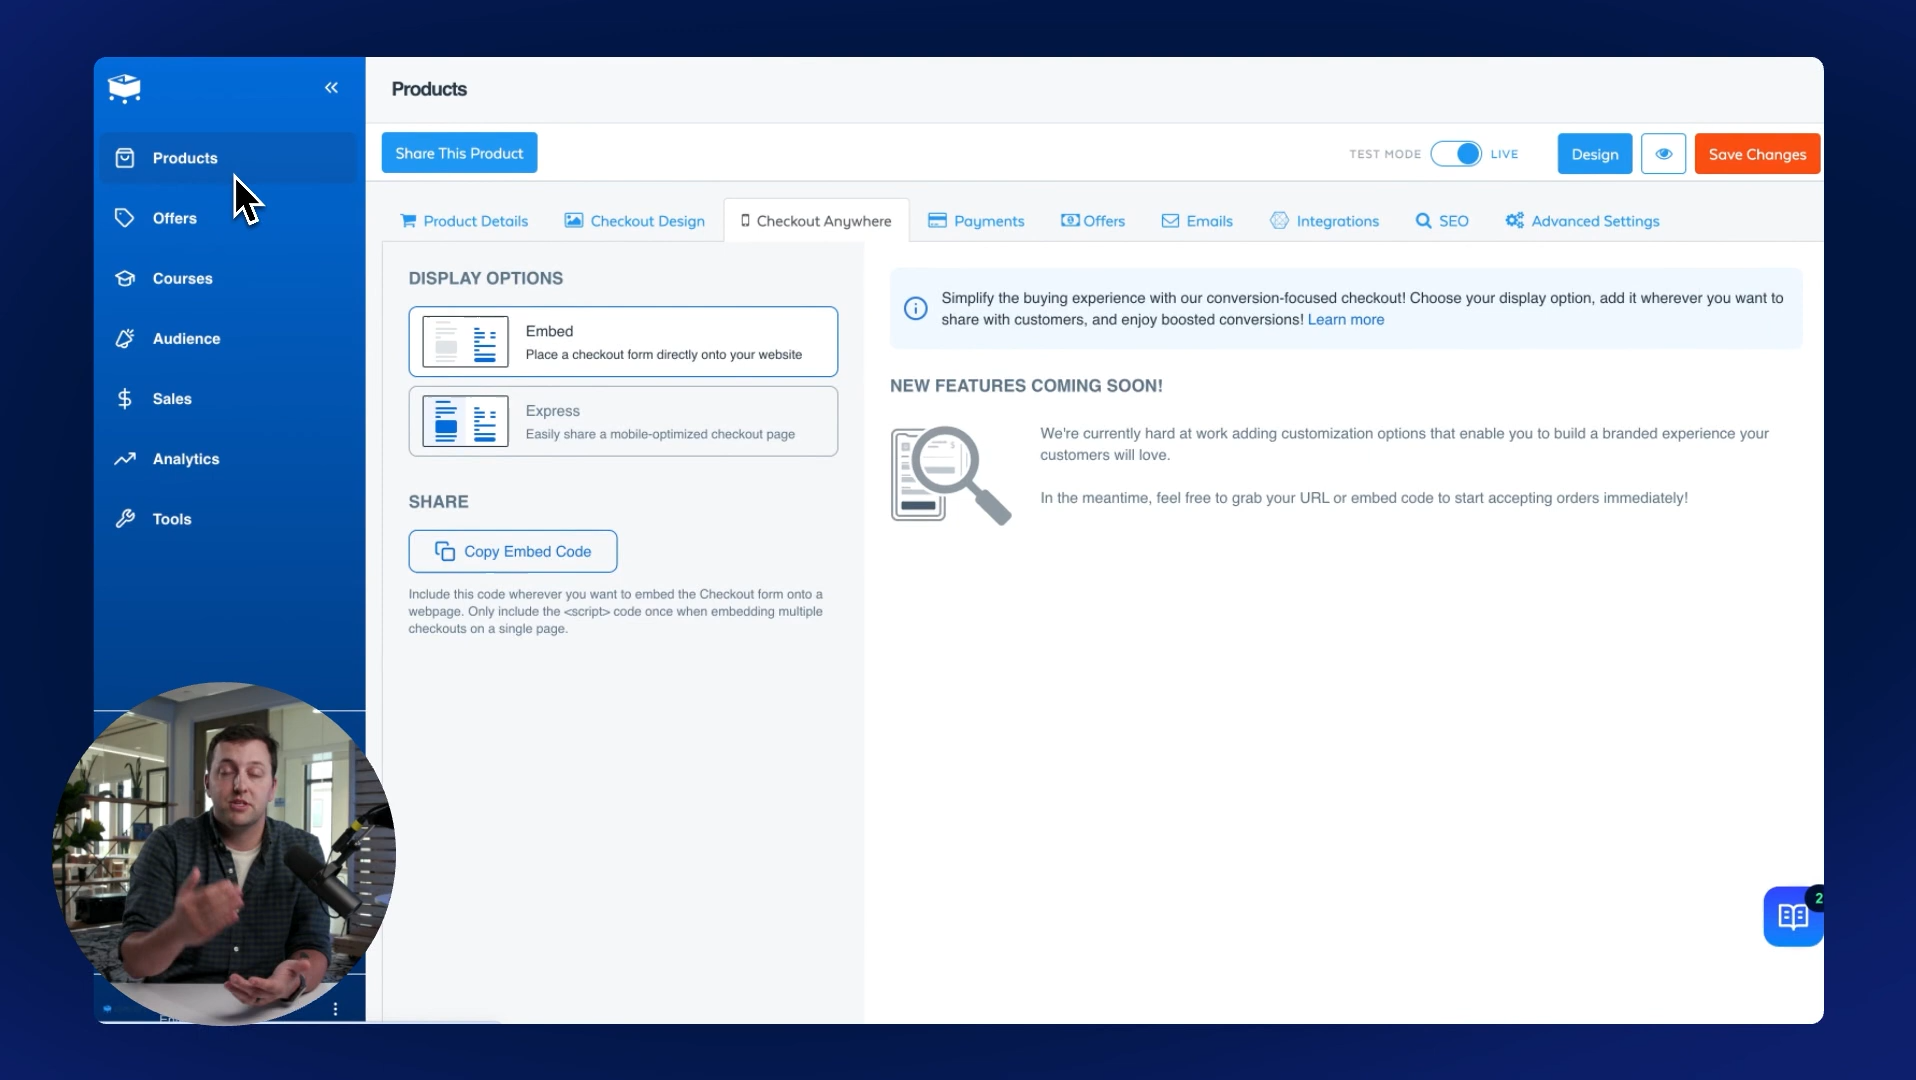 Products
Offers
Courses
Audience
Sales
Analytics
Tools
Products
Share This Product
TEST MODE
LIVE
Design
Save Changes
Product Details
Checkout Design
Checkout Anywhere
Payments
Offers
Emails
Integrations
SEO
Advanced Settings
DISPLAY OPTIONS
Embed
Place a checkout form directly onto your website
Express
Easily share a mobile-optimized checkout page
SHARE
Copy Embed Code
Include this code wherever you want to embed the Checkout form onto a
webpage. Only include the <script> code once when embedding multiple
checkouts on a single page.
Simplify the buying experience with our conversion-focused checkout! Choose your display option, add it wherever you want to
share with customers, and enjoy boosted conversions! Learn more
NEW FEATURES COMING SOON!
We're currently hard at work adding customization options that enable you to build a branded experience your
customers will love.
In the meantime, feel free to grab your URL or embed code to start accepting orders immediately!
2